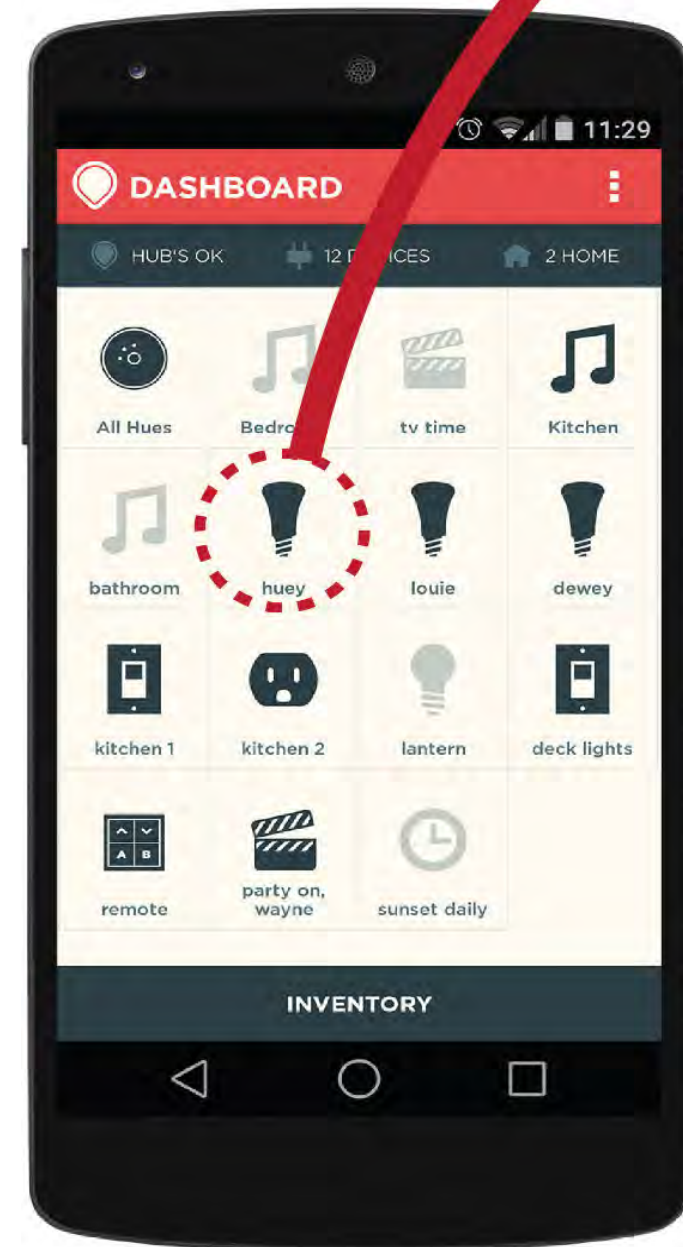 11:29
DASHBOARD
HUB'S OK
12
2 HOME
All Hues
tv time
Kitchen
bathroom
huey
louie
dewey
kitchen 1
kitchen 2
lantern
deck lights
A B
remote
party on,
wayne
sunset daily
INVENTORY